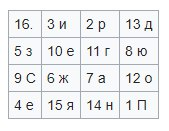 16. 3 и 2 р 13 д
5 з 10 е 11 г 8 ю
9 С 6 ж 7 а 12 о
4 е 15 я 14 н 1 П